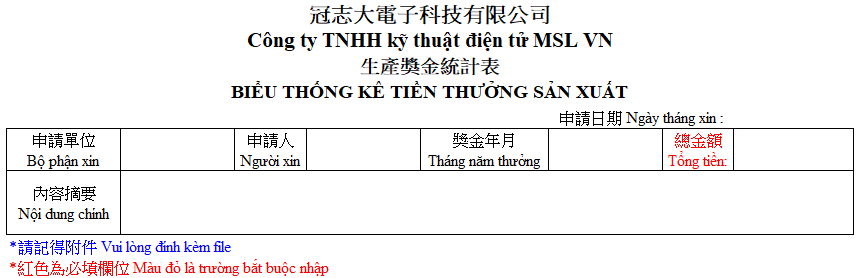 冠志大電子科技有限公司
Công ty TNHH kỹ thuật điện tử MSL VN
生產獎金統計表
BIỂU THỐNG KÊ TIỀN THƯỞNG SẢN XUẤT
申請日期 Ngày tháng xin :
申請單位 申請人 獎金年月 總金額
Bộ phận xin Người xin Tháng năm thưởng Tổng tiền:
內容摘要
Nội dung chính
*請記得附件 Vui lòng đính kèm file
*紅色為必填欄位 Màu đỏ là trường bắt buộc nhập